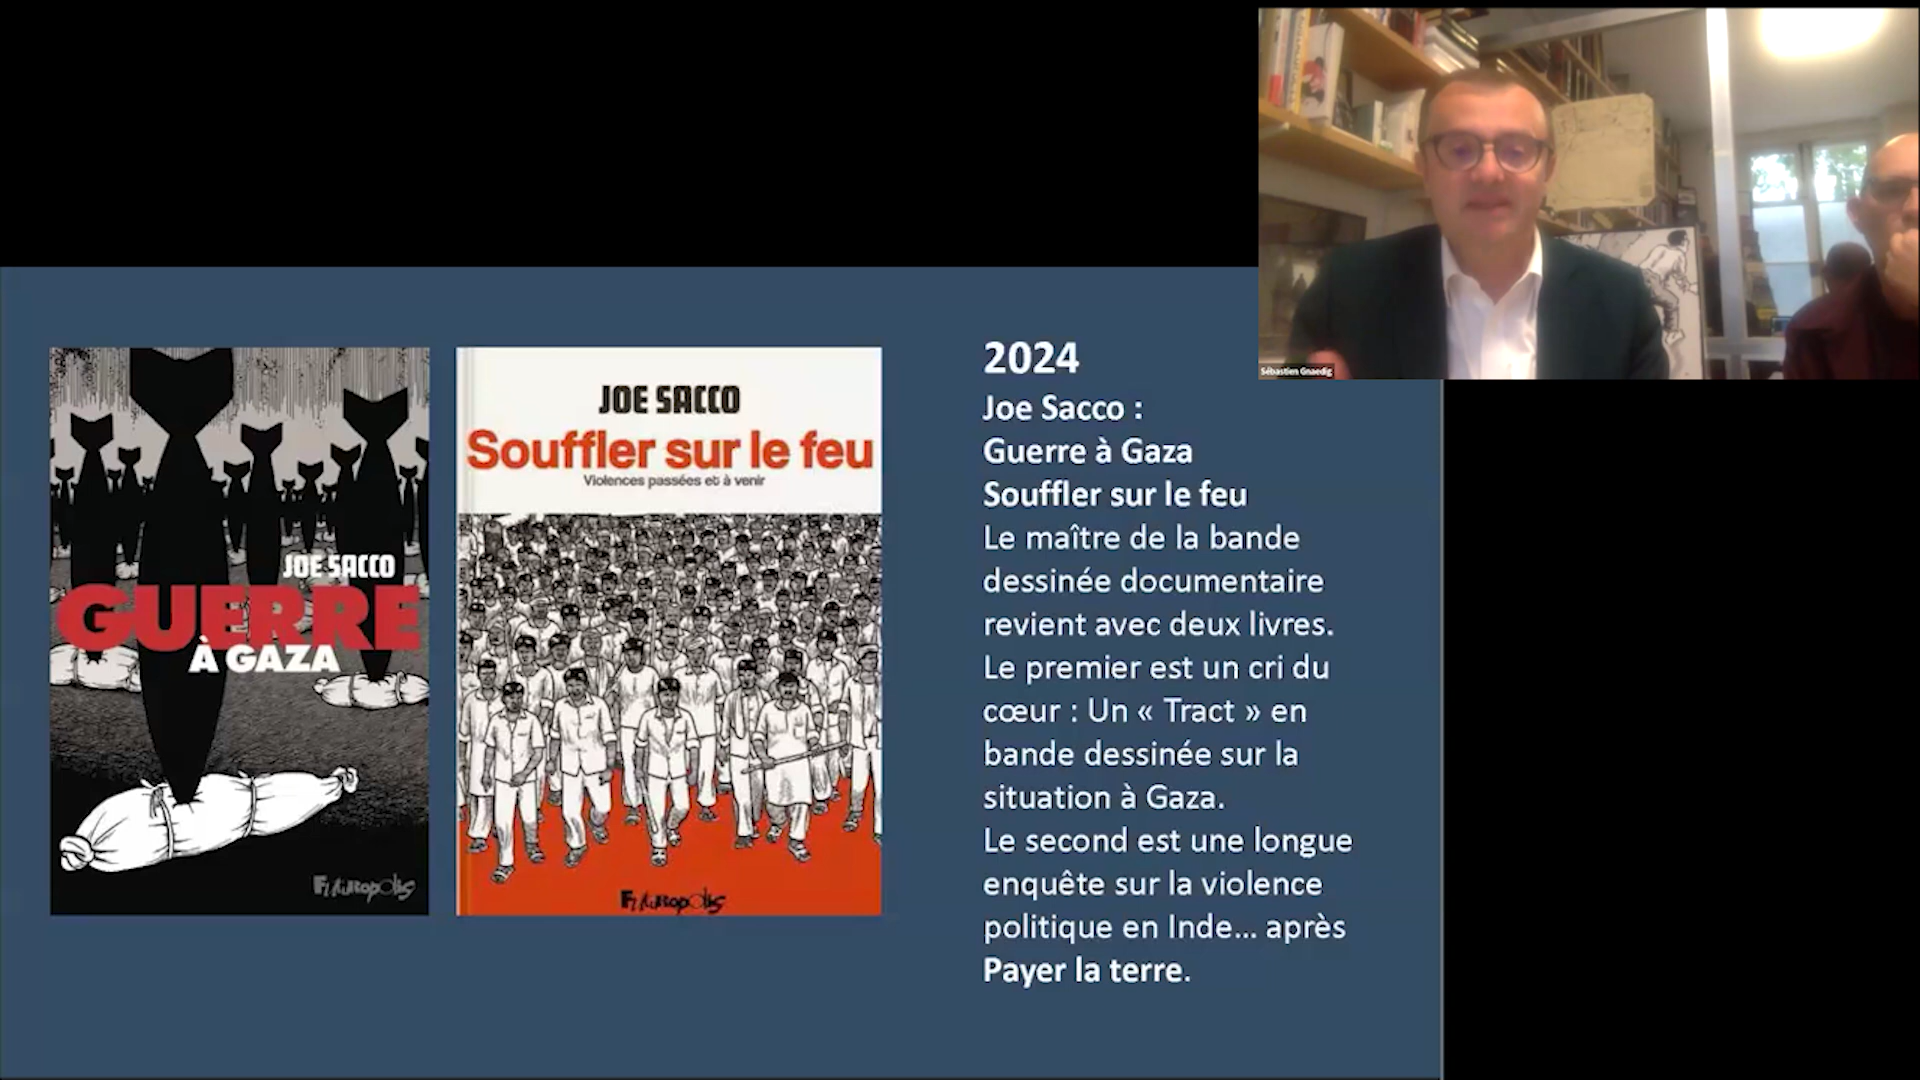 Sébastien Gnaedig
JOE SACCO
GUERRE
À GAZA
Futuropolis
JOE SACCO
Souffler sur le feu
Violences passées et à venir
Futuropolis
2024
Joe Sacco :
Guerre à Gaza
Souffler sur le feu
Le maître de la bande
dessinée documentaire
revient avec deux livres.
Le premier est un cri du
cœur : Un « Tract » en
bande dessinée sur la
situation à Gaza.
Le second est une longue
enquête sur la violence
politique en Inde… après
Payer la terre.